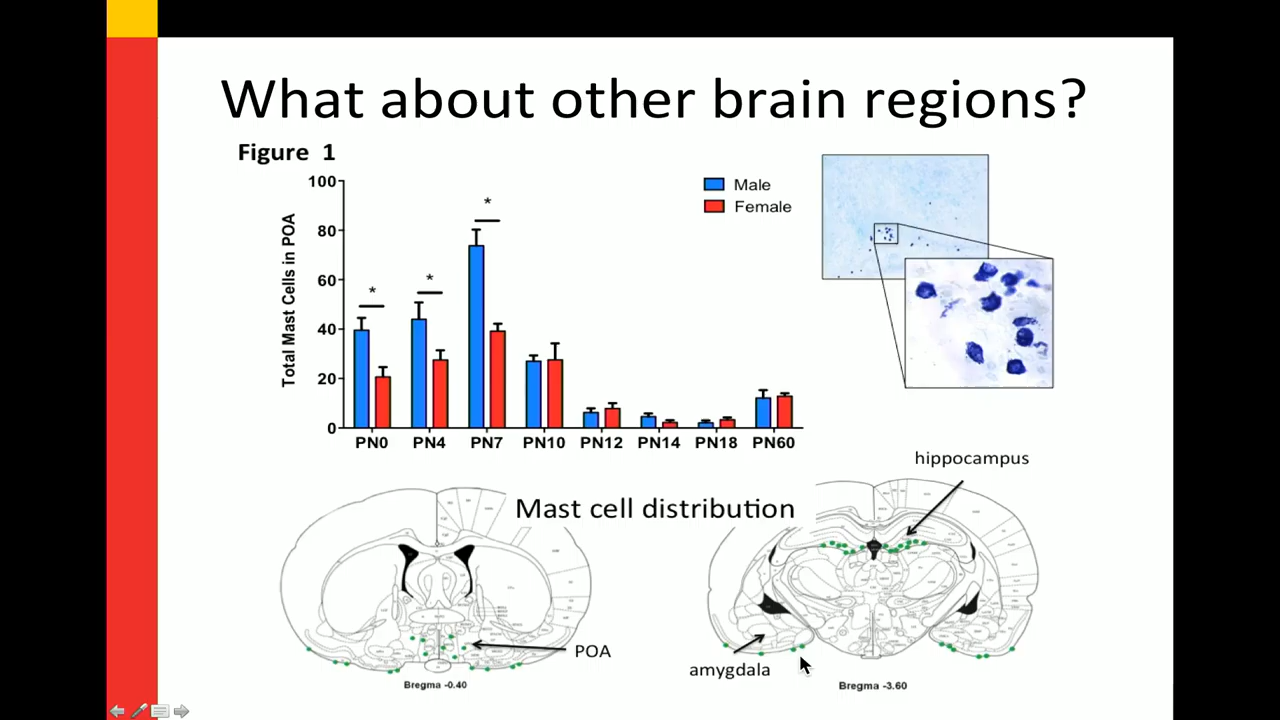 What about other brain regions?
Figure 1
Total Mast Cells in POA
100
80
60
40
20
0
*
*
*
PN0 PN4 PN7 PN10 PN12 PN14 PN18 PN60
Male
Female
Mast cell distribution
hippocampus
POA
amygdala
Bregma -0.40
Bregma -3.60